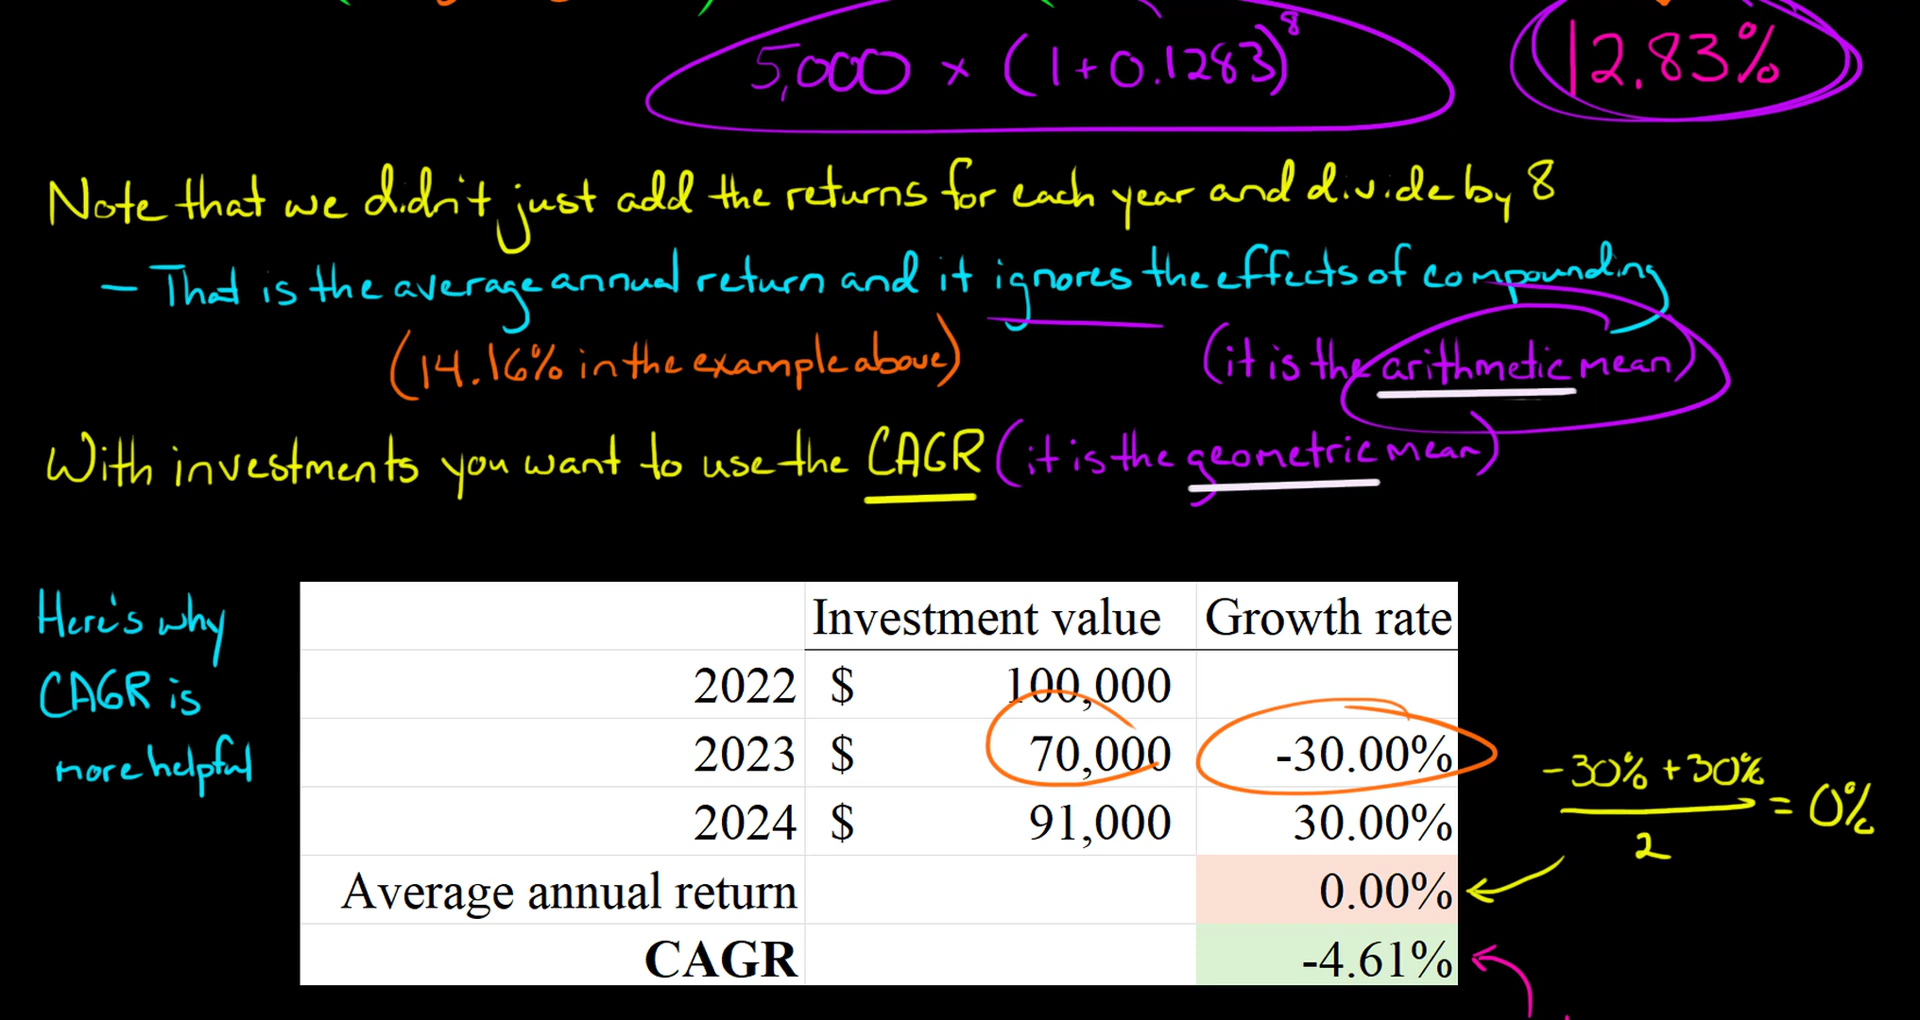 5,000 × (1+0.1283)^8 12.83%
Note that we didn't just add the returns for each year and divide by 8
– That is the average annual return and it ignores the effects of compounding
(14.16% in the example above) (it is the arithmetic mean)
With investments you want to use the CAGR (it is the geometric mean)
Here's why
CAGR is
more helpful
Investment value Growth rate
2022 $ 100,000
2023 $ 70,000 -30.00%
2024 $ 91,000 30.00%
Average annual return 0.00%
CAGR -4.61%
-30% + 30%
2
= 0%